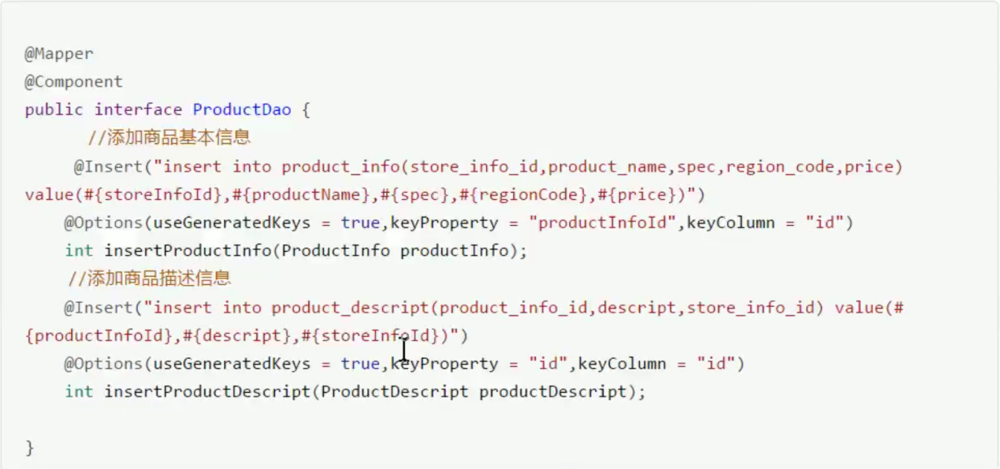 @Mapper
@Component
public interface ProductDao {
//添加商品基本信息
@Insert("insert into product_info(store_info_id,product_name,spec,region_code,price)
value(#{storeInfoId},#{productName},#{spec},#{regionCode},#{price})")
@Options(useGeneratedKeys = true,keyProperty = "productInfoId",keyColumn = "id")
int insertProductInfo(ProductInfo productInfo);
//添加商品描述信息
@Insert("insert into product_descript(product_info_id,descript,store_info_id) value(#
{productInfoId},#{descript},#{storeInfoId})")
@Options(useGeneratedKeys = true,keyProperty = "id",keyColumn = "id")
int insertProductDescript(ProductDescript productDescript);
}